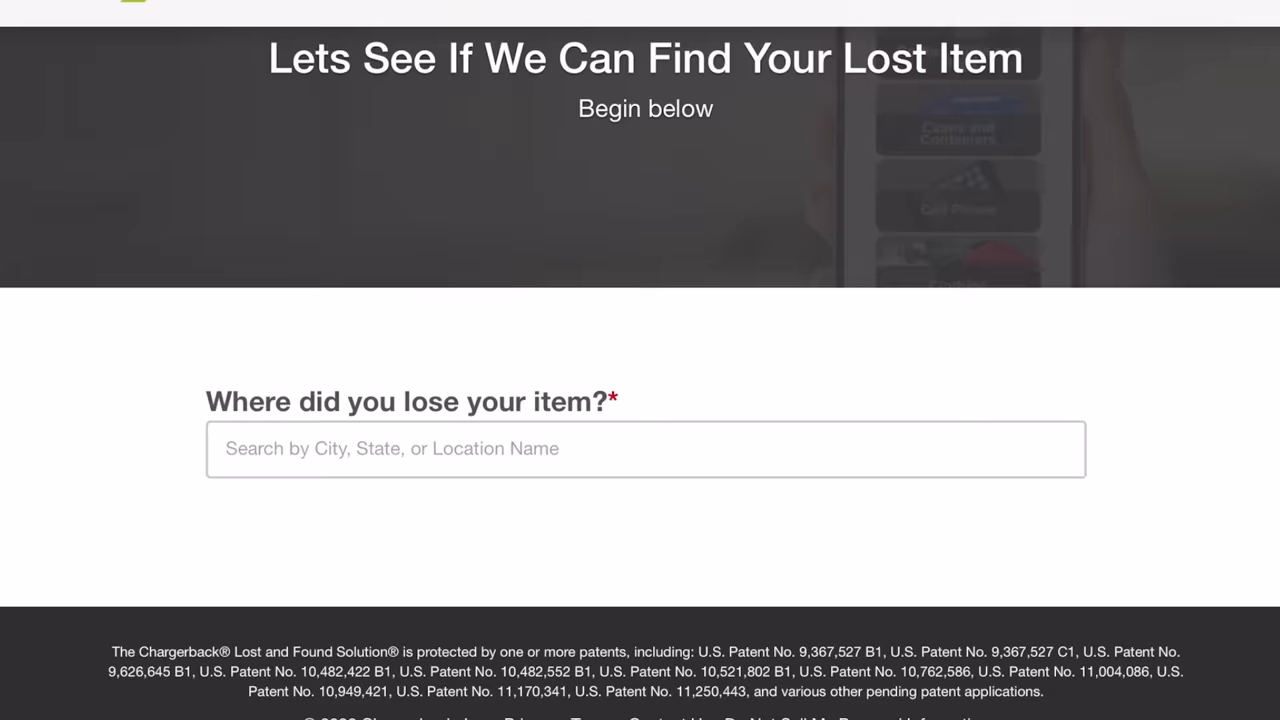 Lets See If We Can Find Your Lost Item
Begin below
Cases and
Containers
Cell Phone
Where did you lose your item?*
Search by City, State, or Location Name
The Chargerback® Lost and Found Solution® is protected by one or more patents, including: U.S. Patent No. 9,367,527 B1, U.S. Patent No. 9,367,527 C1, U.S. Patent No.
9,626,645 B1, U.S. Patent No. 10,482,422 B1, U.S. Patent No. 10,482,552 B1, U.S. Patent No. 10,521,802 B1, U.S. Patent No. 10,762,586, U.S. Patent No. 11,004,086, U.S.
Patent No. 10,949,421, U.S. Patent No. 11,170,341, U.S. Patent No. 11,250,443, and various other pending patent applications.